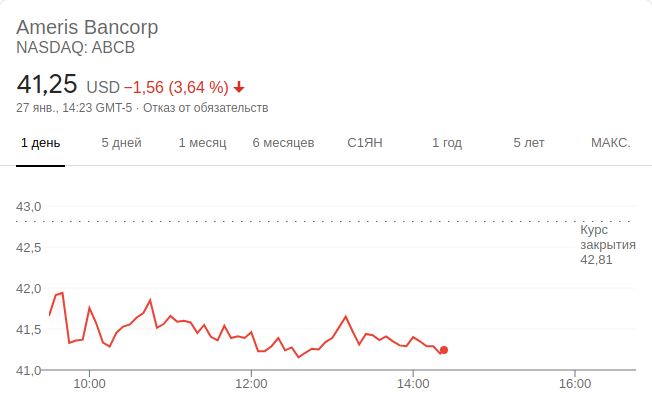 Ameris Bancorp
NASDAQ: ABCB
41,25 USD −1,56 (3,64 %)
27 янв., 14:23 GMT-5 · Отказ от обязательств
1 день 5 дней 1 месяц 6 месяцев С1ЯН 1 год 5 лет МАКС.
43,0
Курс
закрытия
42,81
42,5
42,0
41,5
41,0
10:00 12:00 14:00 16:00